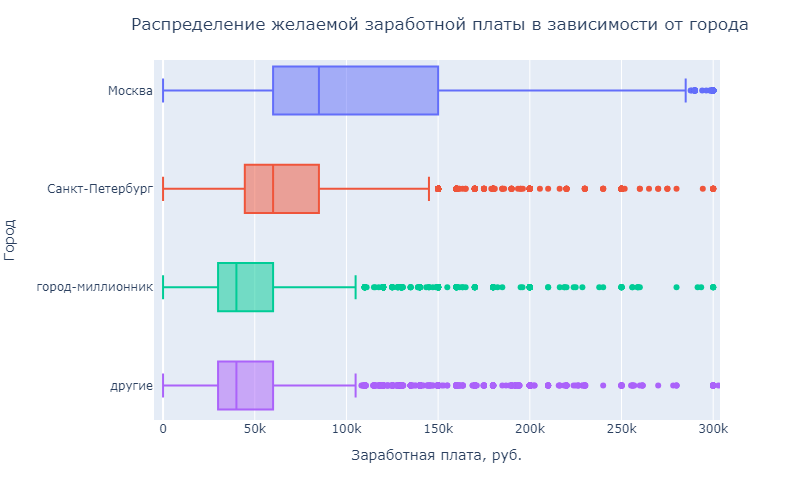 Распределение желаемой заработной платы в зависимости от города
Москва
Санкт-Петербург
город-миллионник
другие
Город
0 50k 100k 150k 200k 250k 300k
Заработная плата, руб.